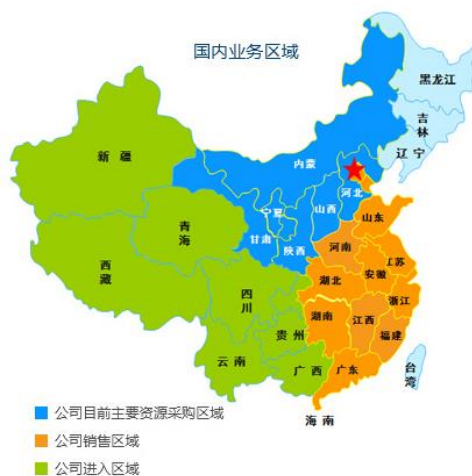 国内业务区域
黑龙江
吉林
辽宁
新疆
内蒙
河北
山西
宁夏
甘肃
陕西
青海
山东
西藏
河南
江苏
安徽
四川
湖北
浙江
湖南
江西
贵州
福建
云南
广西
广东
台湾
海南
公司目前主要资源采购区域
公司销售区域
公司进入区域